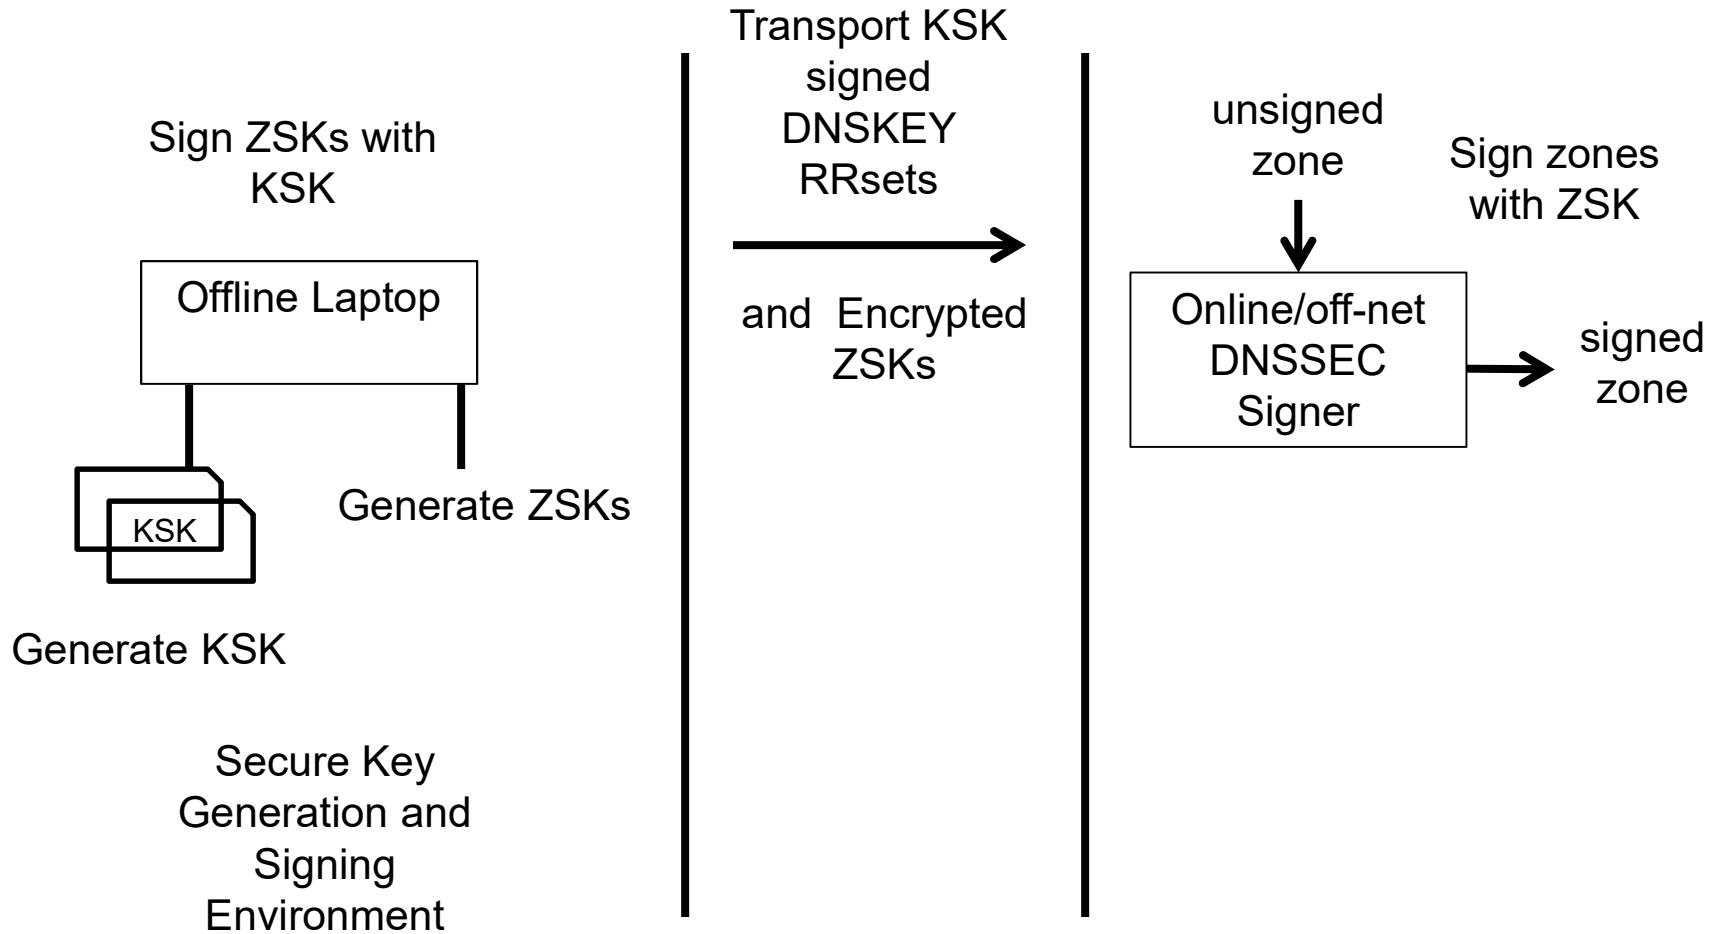 Sign ZSKs with
KSK
Offline Laptop
KSK
Generate ZSKs
Generate KSK
Secure Key
Generation and
Signing
Environment
Transport KSK
signed
DNSKEY
RRsets
and Encrypted
ZSKs
unsigned
zone
Sign zones
with ZSK
Online/off-net
DNSSEC
Signer
signed
zone